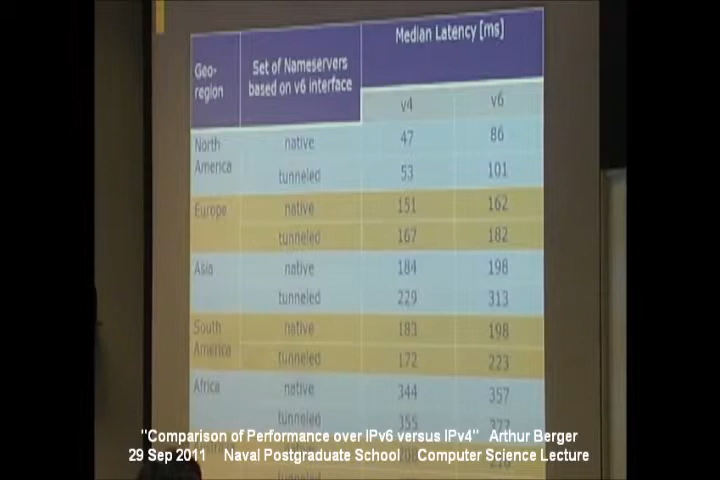 Geo-region Set of Nameservers based on v6 interface Median Latency [ms]
v4 v6
North America native 47 86
tunneled 53 101
Europe native 151 162
tunneled 167 182
Asia native 184 198
tunneled 229 313
South America native 183 198
tunneled 172 223
Africa native 344 357
tunneled 355
"Comparison of Performance over IPv6 versus IPv4" Arthur Berger
29 Sep 2011 Naval Postgraduate School Computer Science Lecture